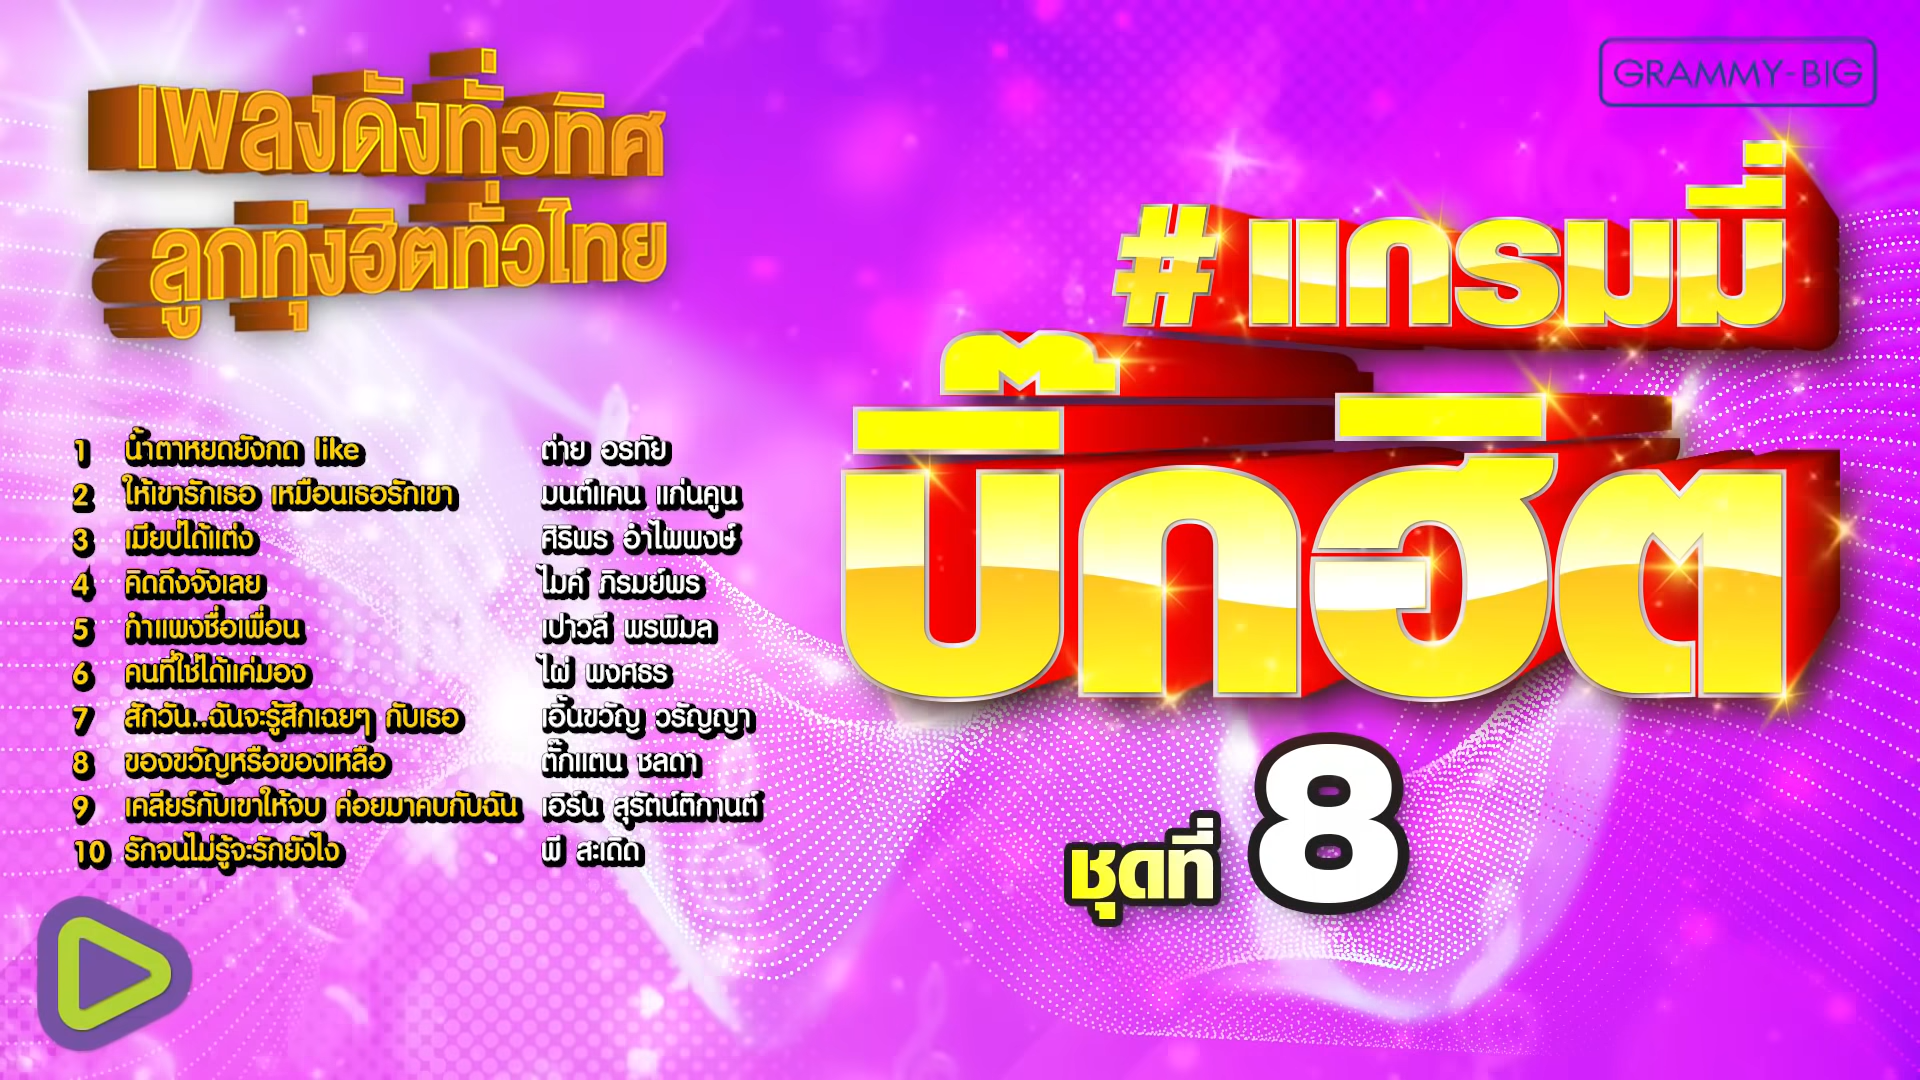 GRAMMY-BIG
เพลงดังทั่วทิศ
ลูกทุ่งฮิตทั่วไทย
#แกรมมี่
บิ๊กฮิต
ชุดที่ 8
1 น้ำตาหยดยังกด like ต่าย อรทัย
2 ให้เขารักเธอ เหมือนเธอรักเขา มนต์แคน แก่นคูน
3 เมียบ่ได้แต่ง ศิริพร อำไพพงษ์
4 คิดถึงจังเลย ไมค์ ภิรมย์พร
5 กำแพงชื่อเพื่อน เปาวลี พรพิมล
6 คนที่ใช่ได้แค่มอง ไผ่ พงศธร
7 สักวัน..ฉันจะรู้สึกเฉยๆ กับเธอ เอิ้นขวัญ วรัญญา
8 ของขวัญหรือของเหลือ ตั๊กแตน ชลดา
9 เคลียร์กับเขาให้จบ ค่อยมาคบกับฉัน เอิร์น สุรัตน์ติกานต์
10 รักจนไม่รู้จะรักยังไง พี สะเดิด